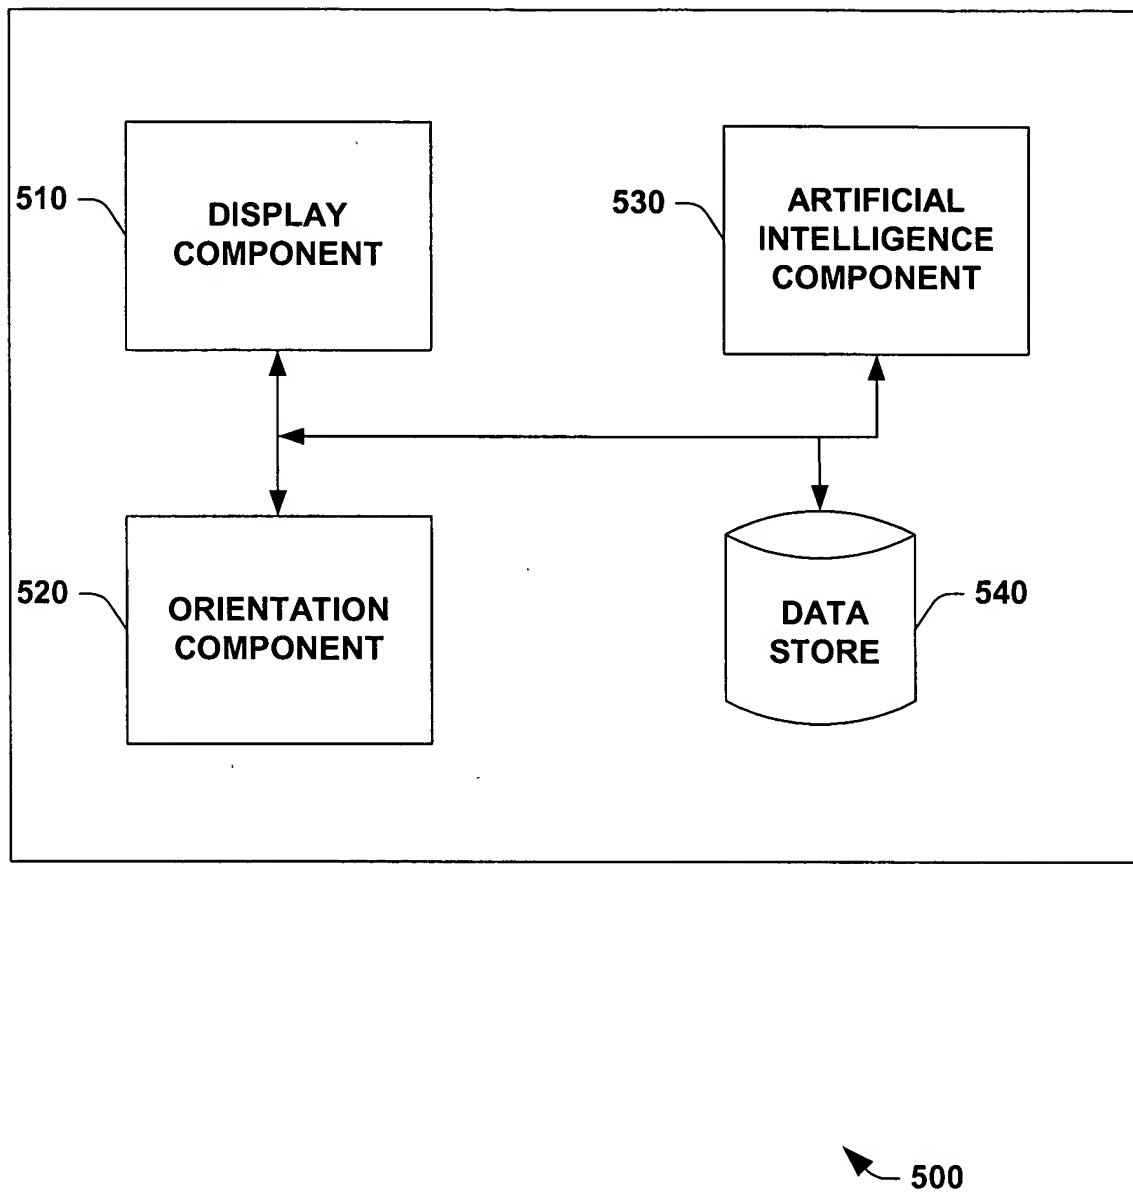 510
DISPLAY
COMPONENT
530
ARTIFICIAL
INTELLIGENCE
COMPONENT
520
ORIENTATION
COMPONENT
DATA
STORE
540
500